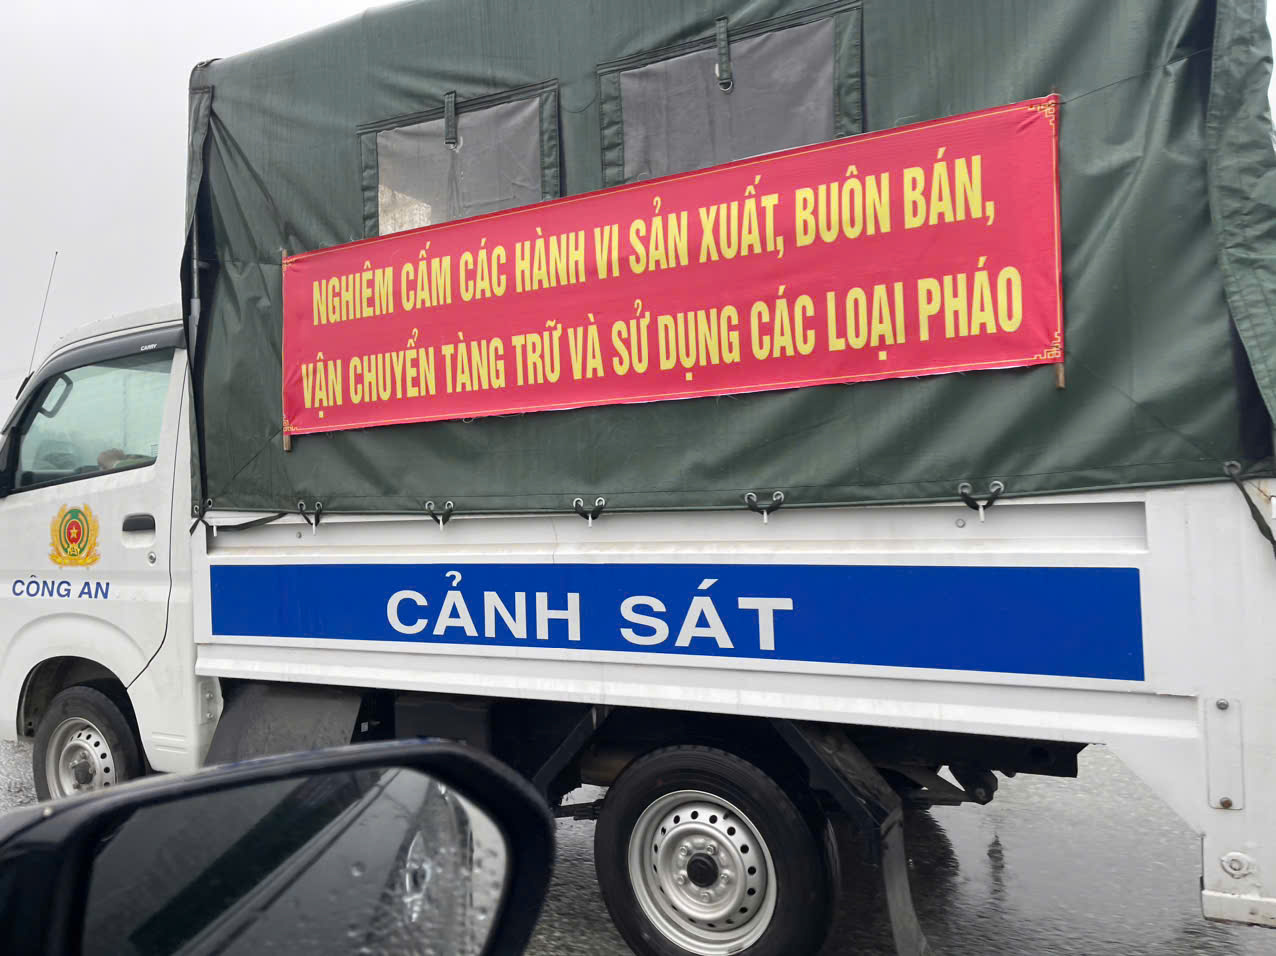 NGHIÊM CẤM CÁC HÀNH VI SẢN XUẤT, BUÔN BÁN,
VẬN CHUYỂN TÀNG TRỮ VÀ SỬ DỤNG CÁC LOẠI PHÁO
CARRY
CÔNG AN
CẢNH SÁT